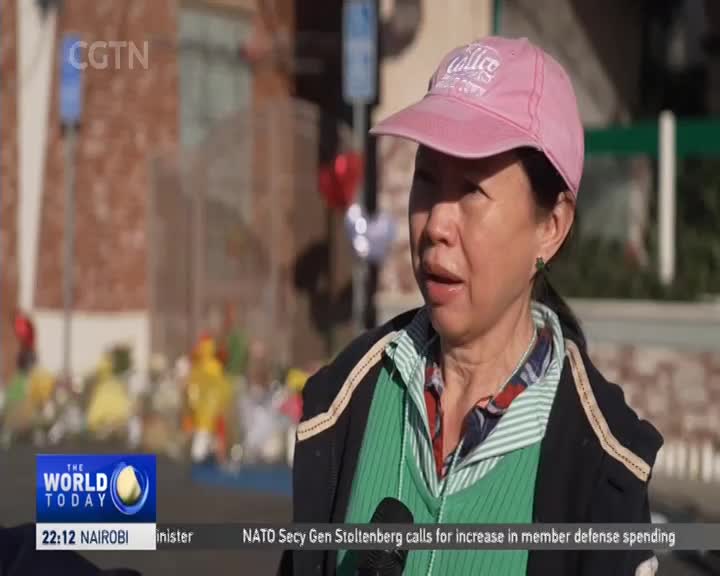 CGTN
THE
WORLD
TODAY
22:12 NAIROBI
inister
NATO Secy Gen Stoltenberg calls for increase in member defense spending